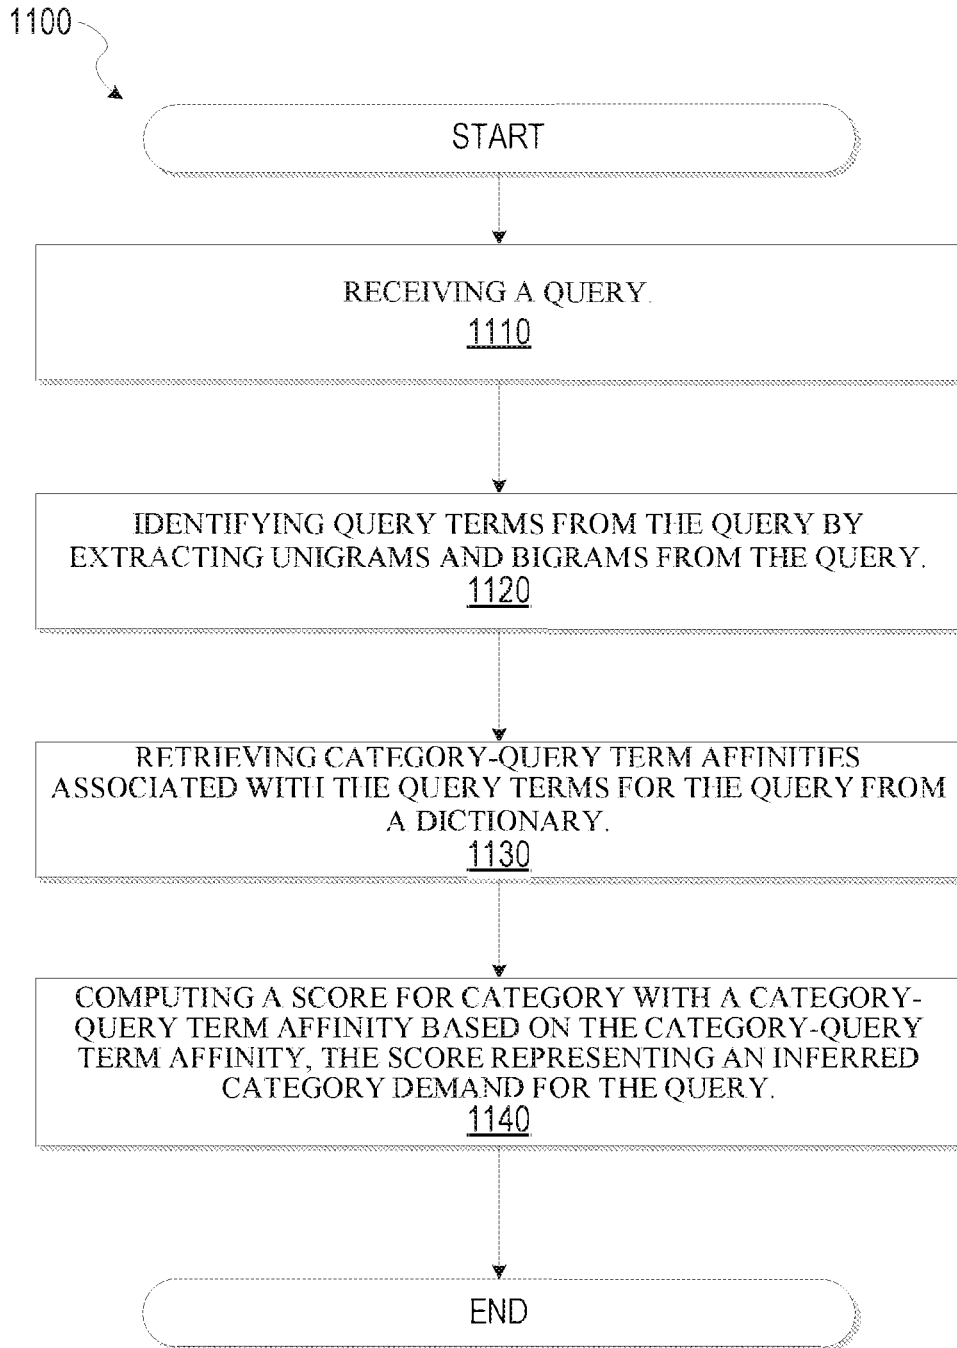 1100
START
RECEIVING A QUERY.
1110
IDENTIFYING QUERY TERMS FROM THE QUERY BY
EXTRACTING UNIGRAMS AND BIGRAMS FROM THE QUERY.
1120
RETRIEVING CATEGORY-QUERY TERM AFFINITIES
ASSOCIATED WITH THE QUERY TERMS FOR THE QUERY FROM
A DICTIONARY.
1130
COMPUTING A SCORE FOR CATEGORY WITH A CATEGORY-
QUERY TERM AFFINITY BASED ON THE CATEGORY-QUERY
TERM AFFINITY, THE SCORE REPRESENTING AN INFERRED
CATEGORY DEMAND FOR THE QUERY.
1140
END